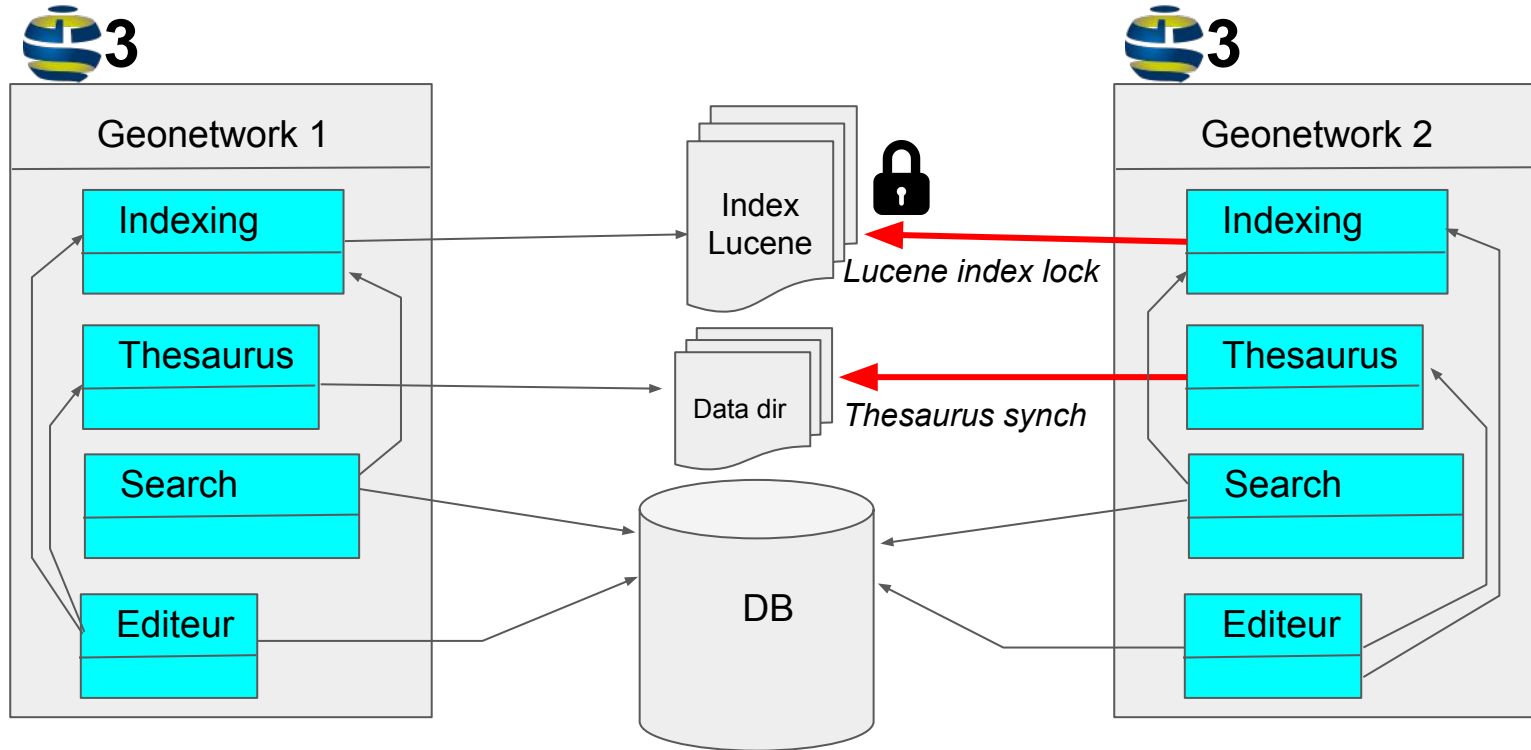 3
3
Geonetwork 1
Indexing
Thesaurus
Search
Editeur
Index
Lucene
Lucene index lock
Data dir
Thesaurus synch
DB
Geonetwork 2
Indexing
Thesaurus
Search
Editeur